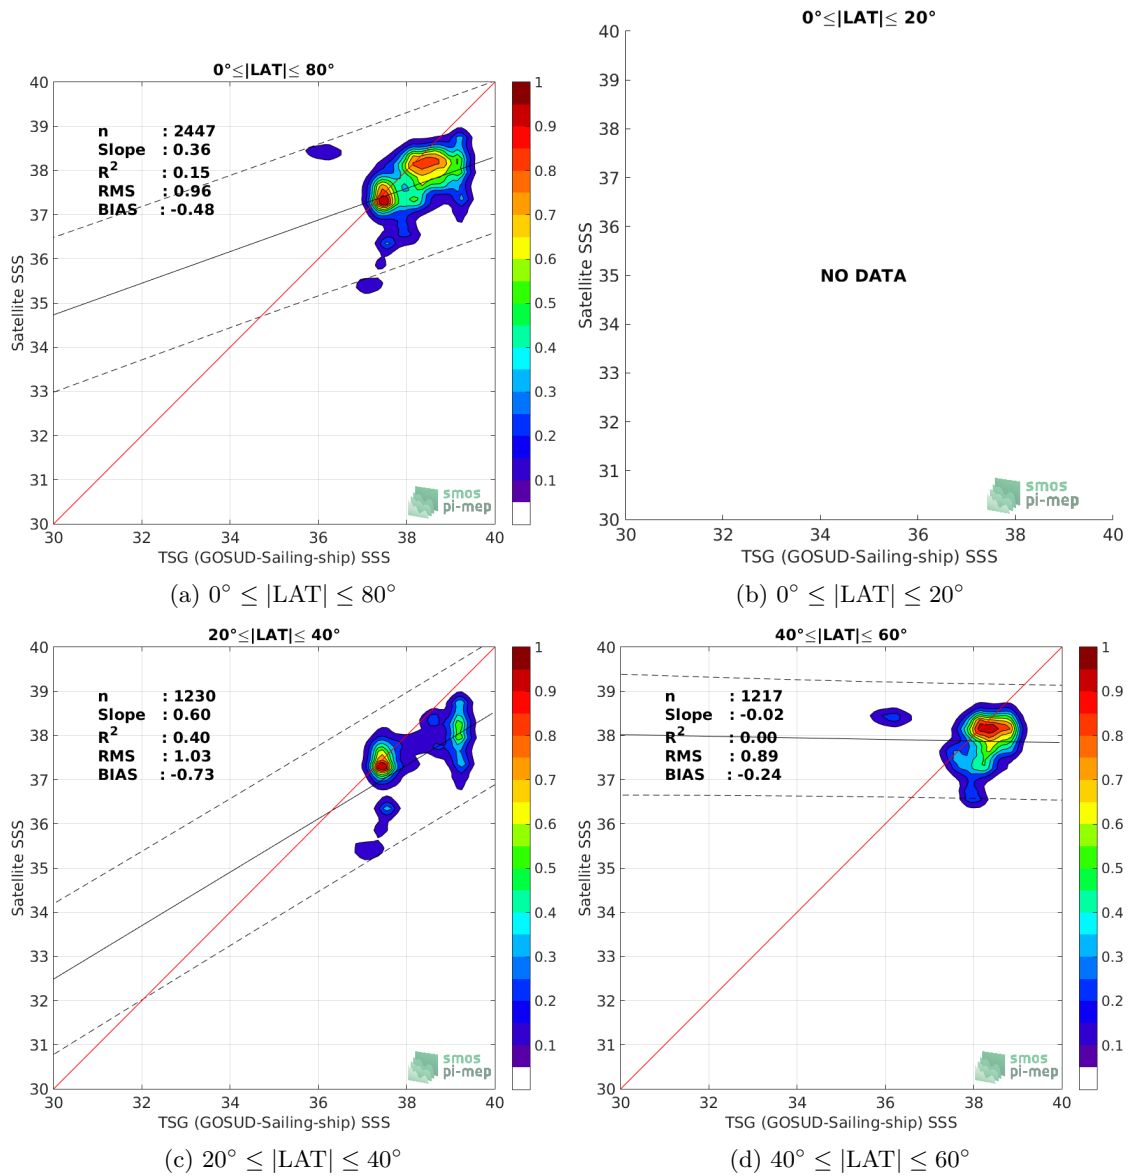 0°≤|LAT|≤ 80°
40
39
38
37
36
35
34
33
32
31
30
Satellite SSS
n : 2447
Slope : 0.36
R² : 0.15
RMS : 0.96
BIAS : -0.48
smos
pi-mep
30 32 34 36 38 40
TSG (GOSUD-Sailing-ship) SSS
1
0.9
0.8
0.7
0.6
0.5
0.4
0.3
0.2
0.1
(a) 0° ≤ |LAT| ≤ 80°
0°≤|LAT|≤ 20°
40
39
38
37
36
35
34
33
32
31
30
Satellite SSS
NO DATA
smos
pi-mep
30 32 34 36 38 40
TSG (GOSUD-Sailing-ship) SSS
(b) 0° ≤ |LAT| ≤ 20°
20°≤|LAT|≤ 40°
40
39
38
37
36
35
34
33
32
31
30
Satellite SSS
n : 1230
Slope : 0.60
R² : 0.40
RMS : 1.03
BIAS : -0.73
smos
pi-mep
30 32 34 36 38 40
TSG (GOSUD-Sailing-ship) SSS
1
0.9
0.8
0.7
0.6
0.5
0.4
0.3
0.2
0.1
(c) 20° ≤ |LAT| ≤ 40°
40°≤|LAT|≤ 60°
40
39
38
37
36
35
34
33
32
31
30
Satellite SSS
n : 1217
Slope : -0.02
R² : 0.00
RMS : 0.89
BIAS : -0.24
smos
pi-mep
30 32 34 36 38 40
TSG (GOSUD-Sailing-ship) SSS
1
0.9
0.8
0.7
0.6
0.5
0.4
0.3
0.2
0.1
(d) 40° ≤ |LAT| ≤ 60°